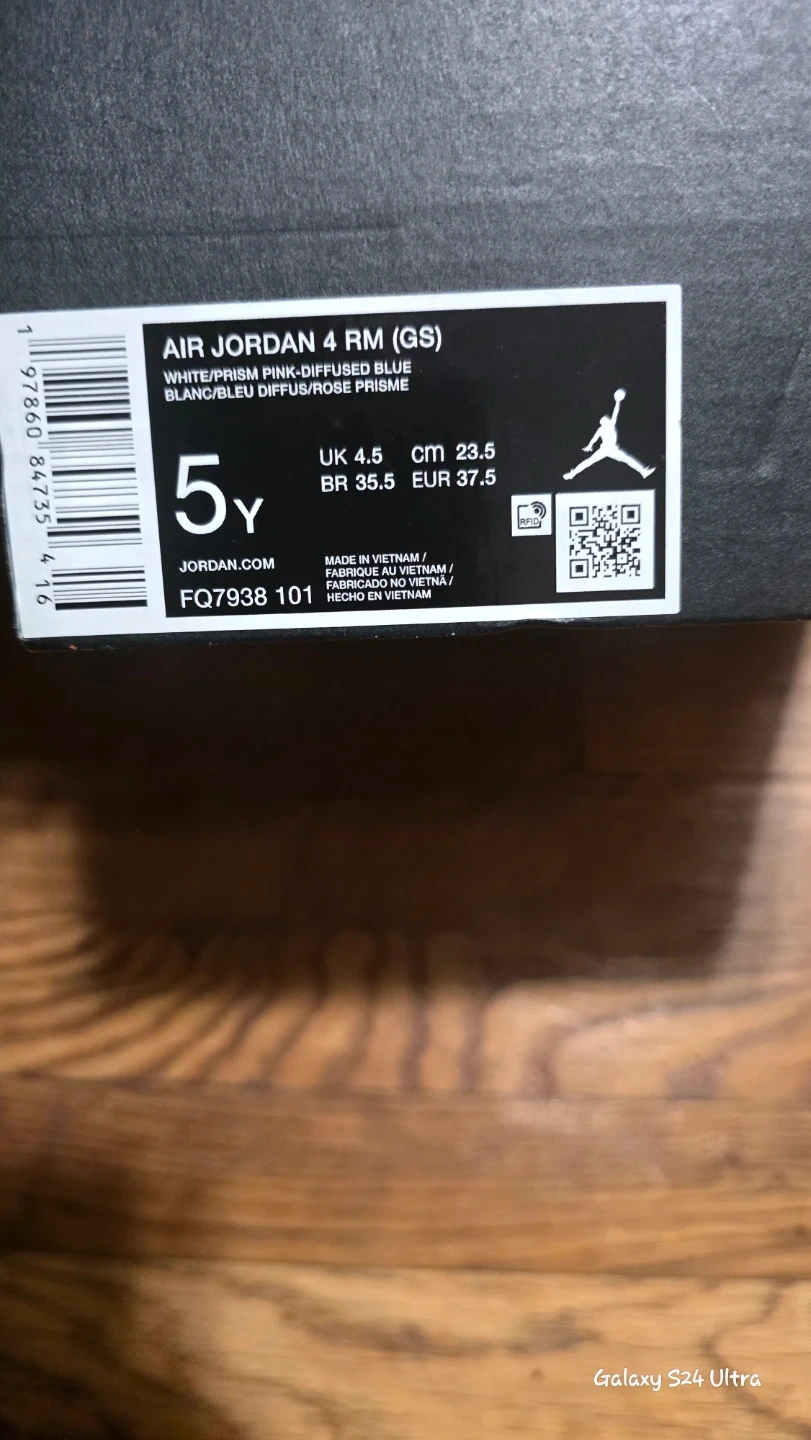 AIR JORDAN 4 RM (GS)
WHITE/PRISM PINK-DIFFUSED BLUE
BLANC/BLEU DIFFUS/ROSE PRISME
5Y
UK 4.5 cm 23.5
BR 35.5 EUR 37.5
RFID
JORDAN.COM
FQ7938 101
MADE IN VIETNAM /
FABRIQUE AU VIETNAM /
FABRICADO NO VIETNÃ /
HECHO EN VIETNAM
1 97860 84735 4 16
Galaxy S24 Ultra